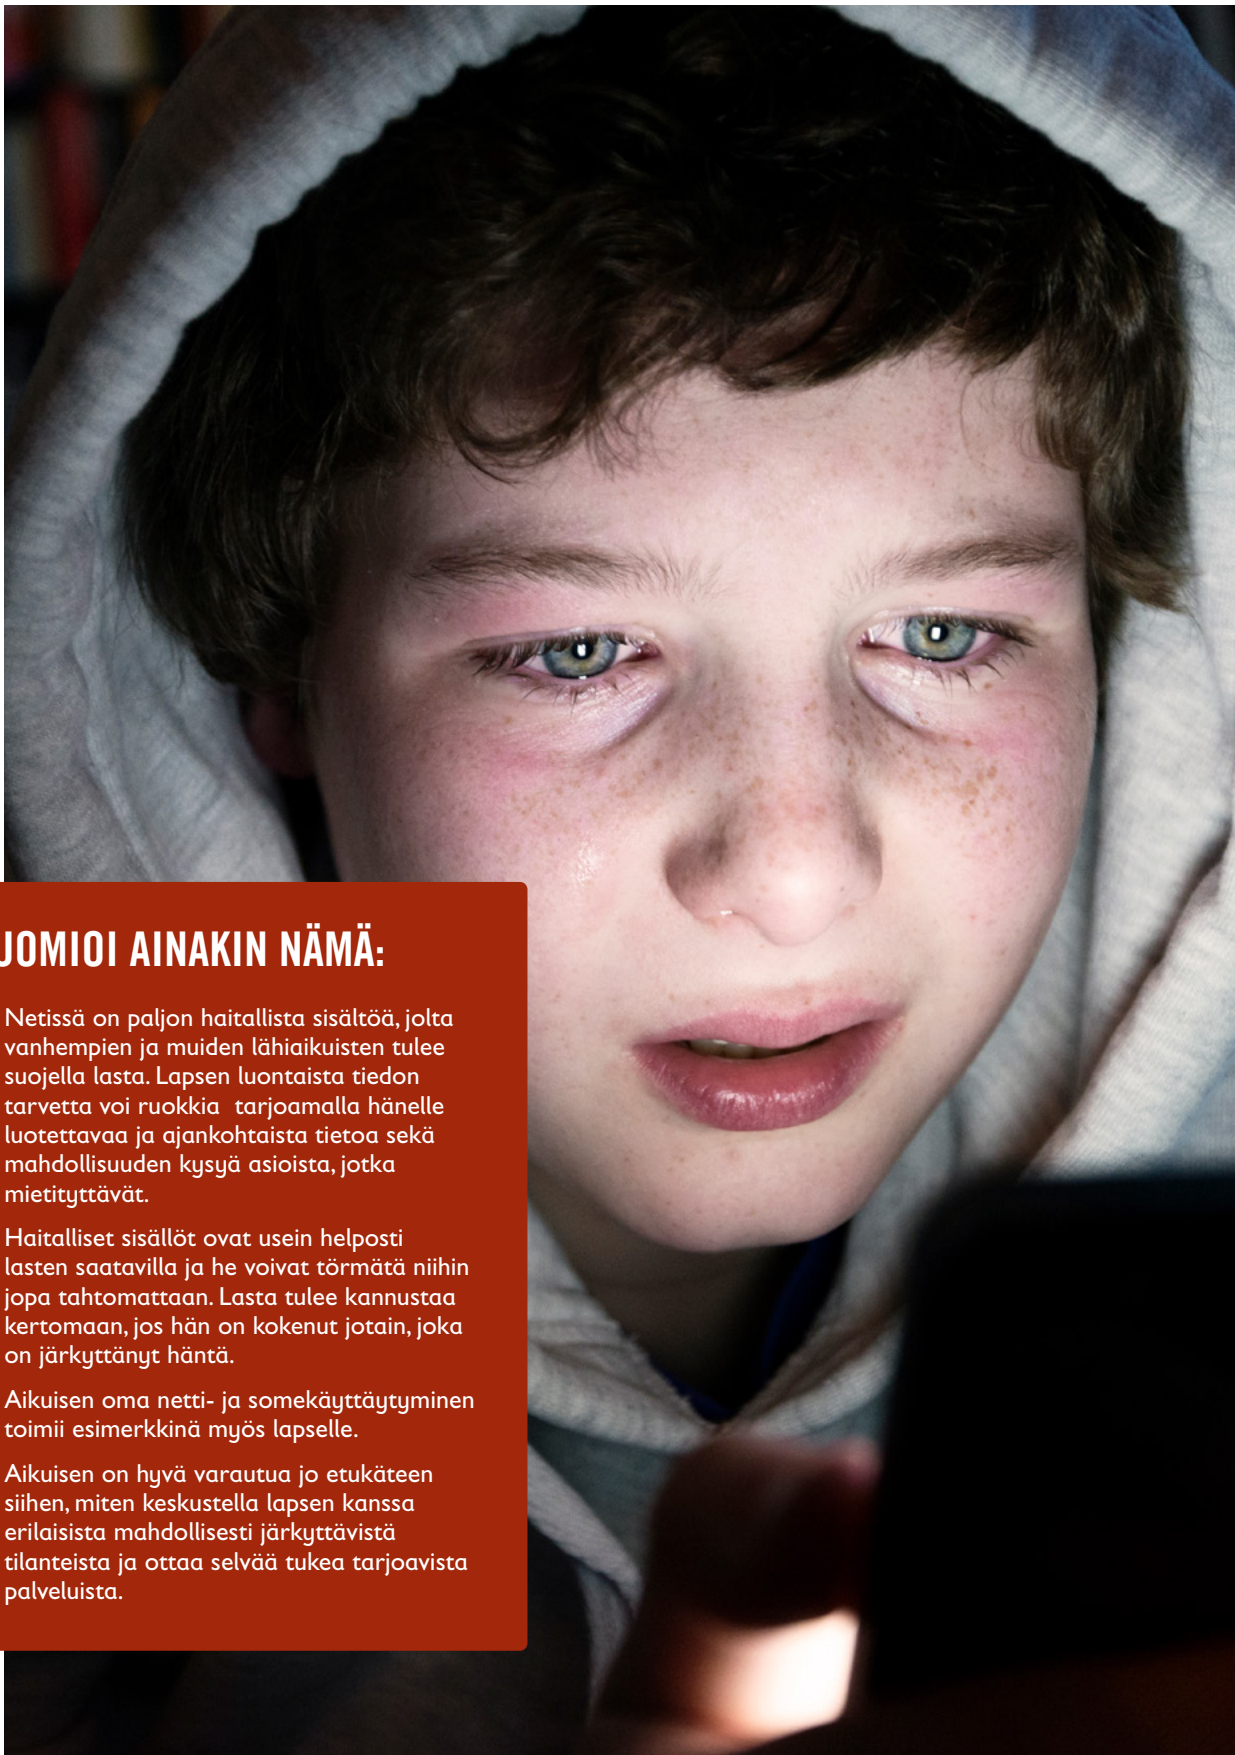 JOMIOI AINAKIN NÄMÄ:
Netissä on paljon haitallista sisältöä, jolta
vanhempien ja muiden lähiaikuisten tulee
suojella lasta. Lapsen luontaista tiedon
tarvetta voi ruokkia tarjoamalla hänelle
luotettavaa ja ajankohtaista tietoa sekä
mahdollisuuden kysyä asioista, jotka
mietityttävät.
Haitalliset sisällöt ovat usein helposti
lasten saatavilla ja he voivat törmätä niihin
jopa tahtomattaan. Lasta tulee kannustaa
kertomaan, jos hän on kokenut jotain, joka
on järkyttänyt häntä.
Aikuisen oma netti- ja somekäyttäytyminen
toimii esimerkkinä myös lapselle.
Aikuisen on hyvä varautua jo etukäteen
siihen, miten keskustella lapsen kanssa
erilaisista mahdollisesti järkyttävistä
tilanteista ja ottaa selvää tukea tarjoavista
palveluista.